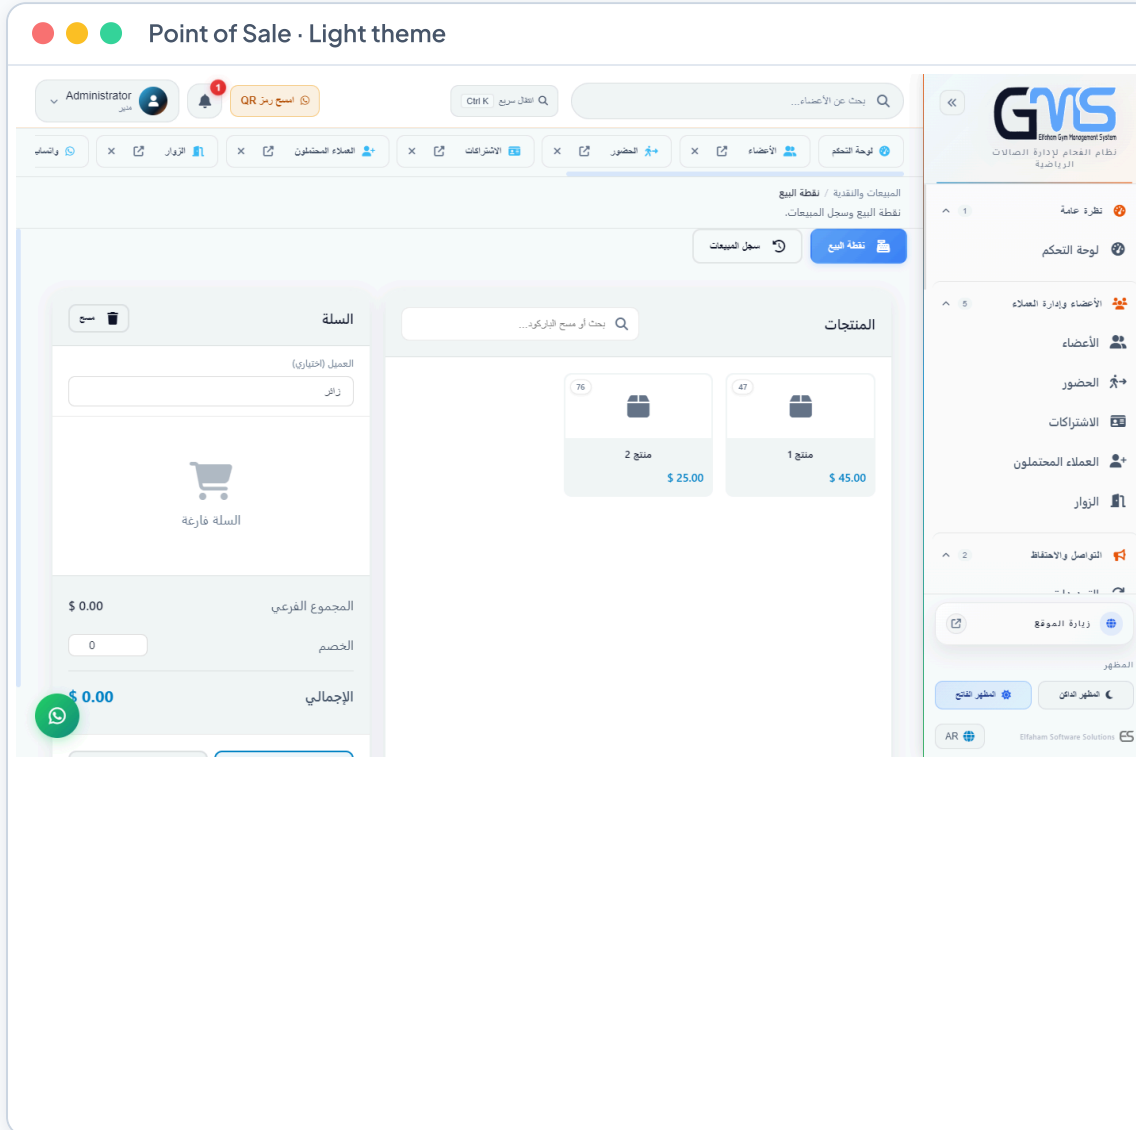 Point of Sale · Light theme
GMS
Elfaham Gym Management System
نظام الفحام لإدارة الصالات
الرياضية
بحث عن الأعضاء...
انتقال سريع Ctrl K
امسح رمز QR
1
Administrator
مدير
لوحة التحكم
الأعضاء
الحضور
الاشتراكات
العملاء المحتملون
الزوار
واتساب
المبيعات والنقدية / نقطة البيع
نقطة البيع وسجل المبيعات.
نقطة البيع
سجل المبيعات
المنتجات
بحث أو مسح الباركود...
47
منتج 1
$ 45.00
76
منتج 2
$ 25.00
السلة
مسح
العميل (اختياري)
زائر
السلة فارغة
المجموع الفرعي
$ 0.00
الخصم
0
الإجمالي
$ 0.00
نظرة عامة
1
لوحة التحكم
الأعضاء وإدارة العملاء
5
الأعضاء
الحضور
الاشتراكات
العملاء المحتملون
الزوار
التواصل والاحتفاظ
2
زيارة الموقع
المظهر
المظهر الداكن
المظهر الفاتح
AR
Elfaham Software Solutions ES